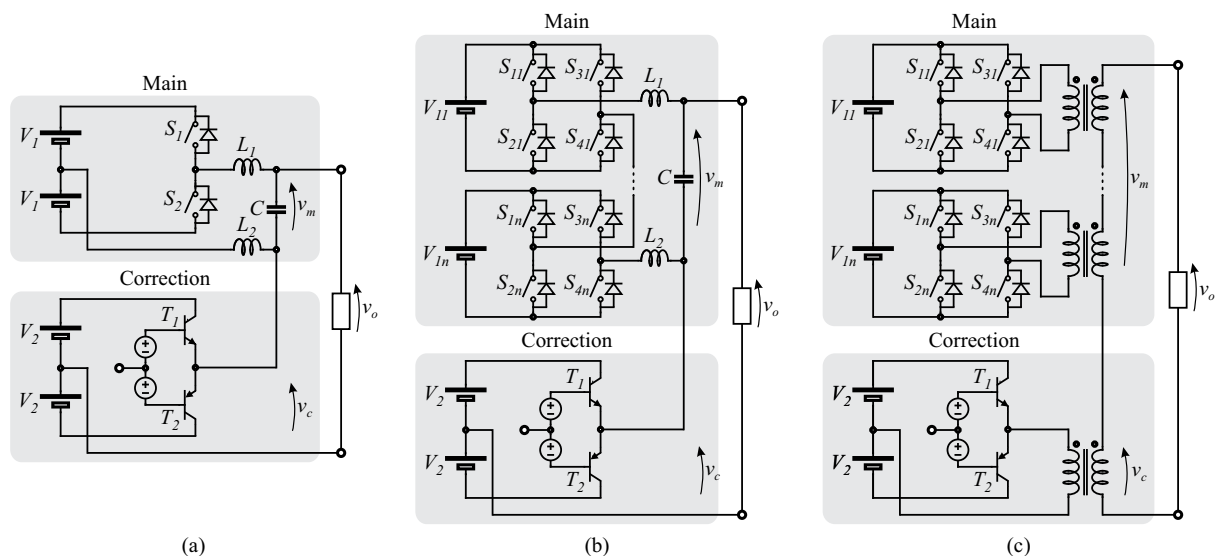 Main
V1
V1
S1
S2
L1
L2
C
vm
Correction
V2
V2
T1
T2
vc
vo
(a)
Main
V11
S11
S31
S21
S41
L1
C
vm
V1n
S1n
S3n
S2n
S4n
L2
vo
Correction
V2
V2
T1
T2
vc
(b)
Main
V11
S11
S31
S21
S41
vm
V1n
S1n
S3n
S2n
S4n
vo
Correction
V2
V2
T1
T2
vc
(c)